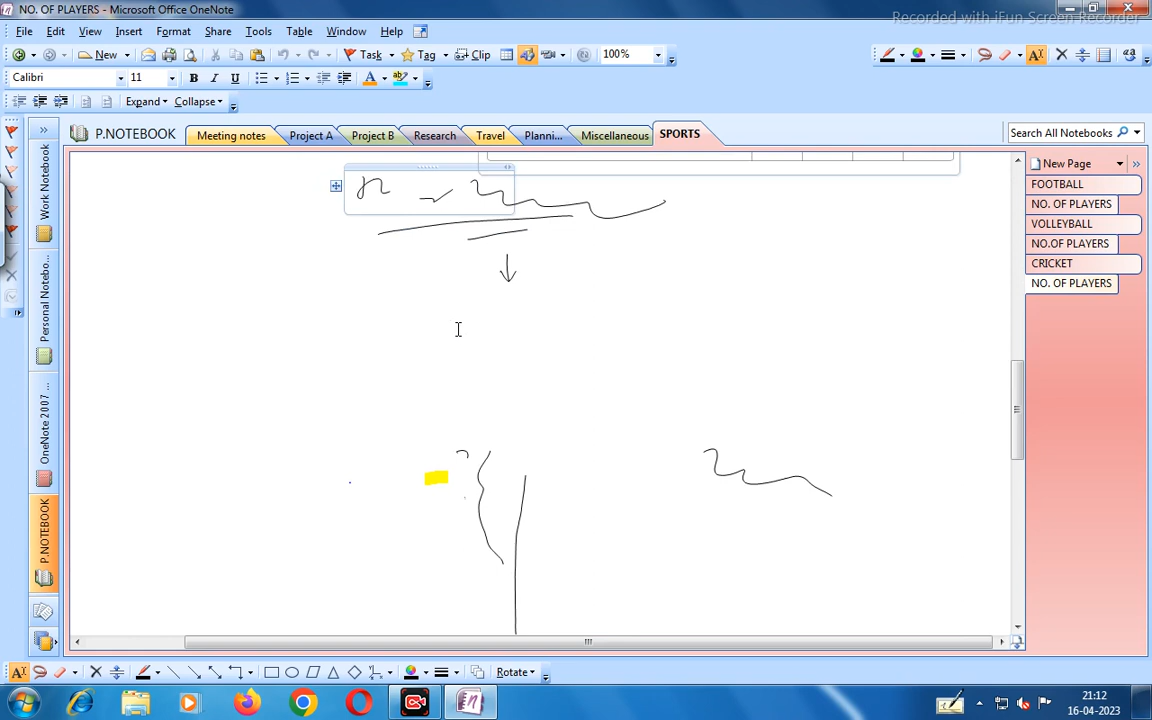 NO. OF PLAYERS - Microsoft Office OneNote
Recorded with iFun Screen Recorder
File Edit View Insert Format Share Tools Table Window Help
New Task Tag Clip 100%
Calibri 11 B I U A ab
Expand Collapse
P.NOTEBOOK Meeting notes Project A Project B Research Travel Planni... Miscellaneous SPORTS Search All Notebooks
New Page
FOOTBALL
NO. OF PLAYERS
VOLLEYBALL
NO.OF PLAYERS
CRICKET
NO. OF PLAYERS
Work Notebook
Personal Notebo...
OneNote 2007 ...
P.NOTEBOOK
Rotate
21:12
16-04-2023